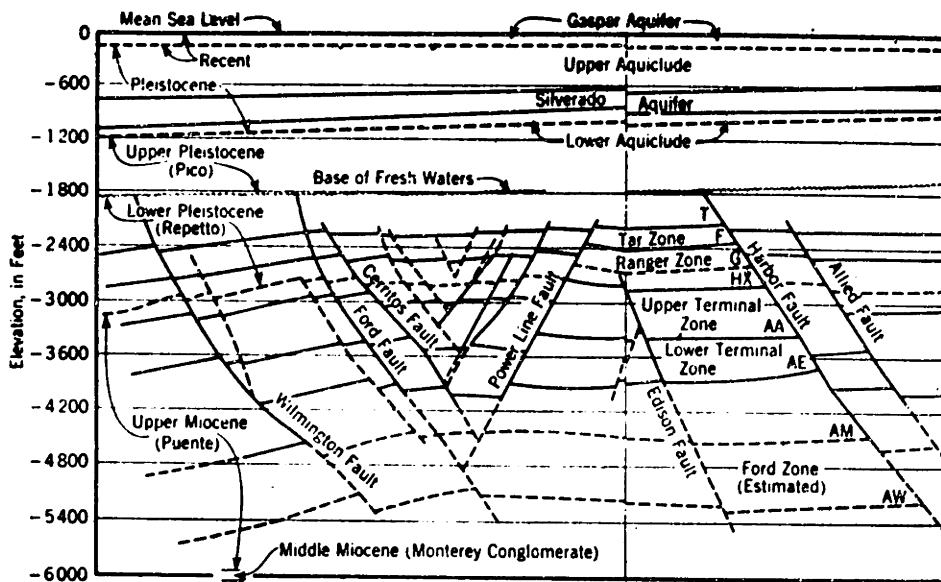 Mean Sea Level
Gaspar Aquifer
0
Recent
Upper Aquiclude
Pleistocene
-600
Silverado Aquifer
-1200
Lower Aquiclude
Upper Pleistocene
(Pico)
Base of Fresh Waters
-1800
Lower Pleistocene
(Repetto)
T
Tar Zone F
-2400
Ranger Zone G
HX
Elevation, in Feet
Cerritos Fault
Ford Fault
Power Line Fault
Harbor Fault
Allied Fault
-3000
Upper Terminal
Zone AA
-3600
Lower Terminal
Zone AE
-4200
Wilmington Fault
Edison Fault
Upper Miocene
(Puente)
AM
-4800
Ford Zone
(Estimated)
AW
-5400
Middle Miocene (Monterey Conglomerate)
-6000